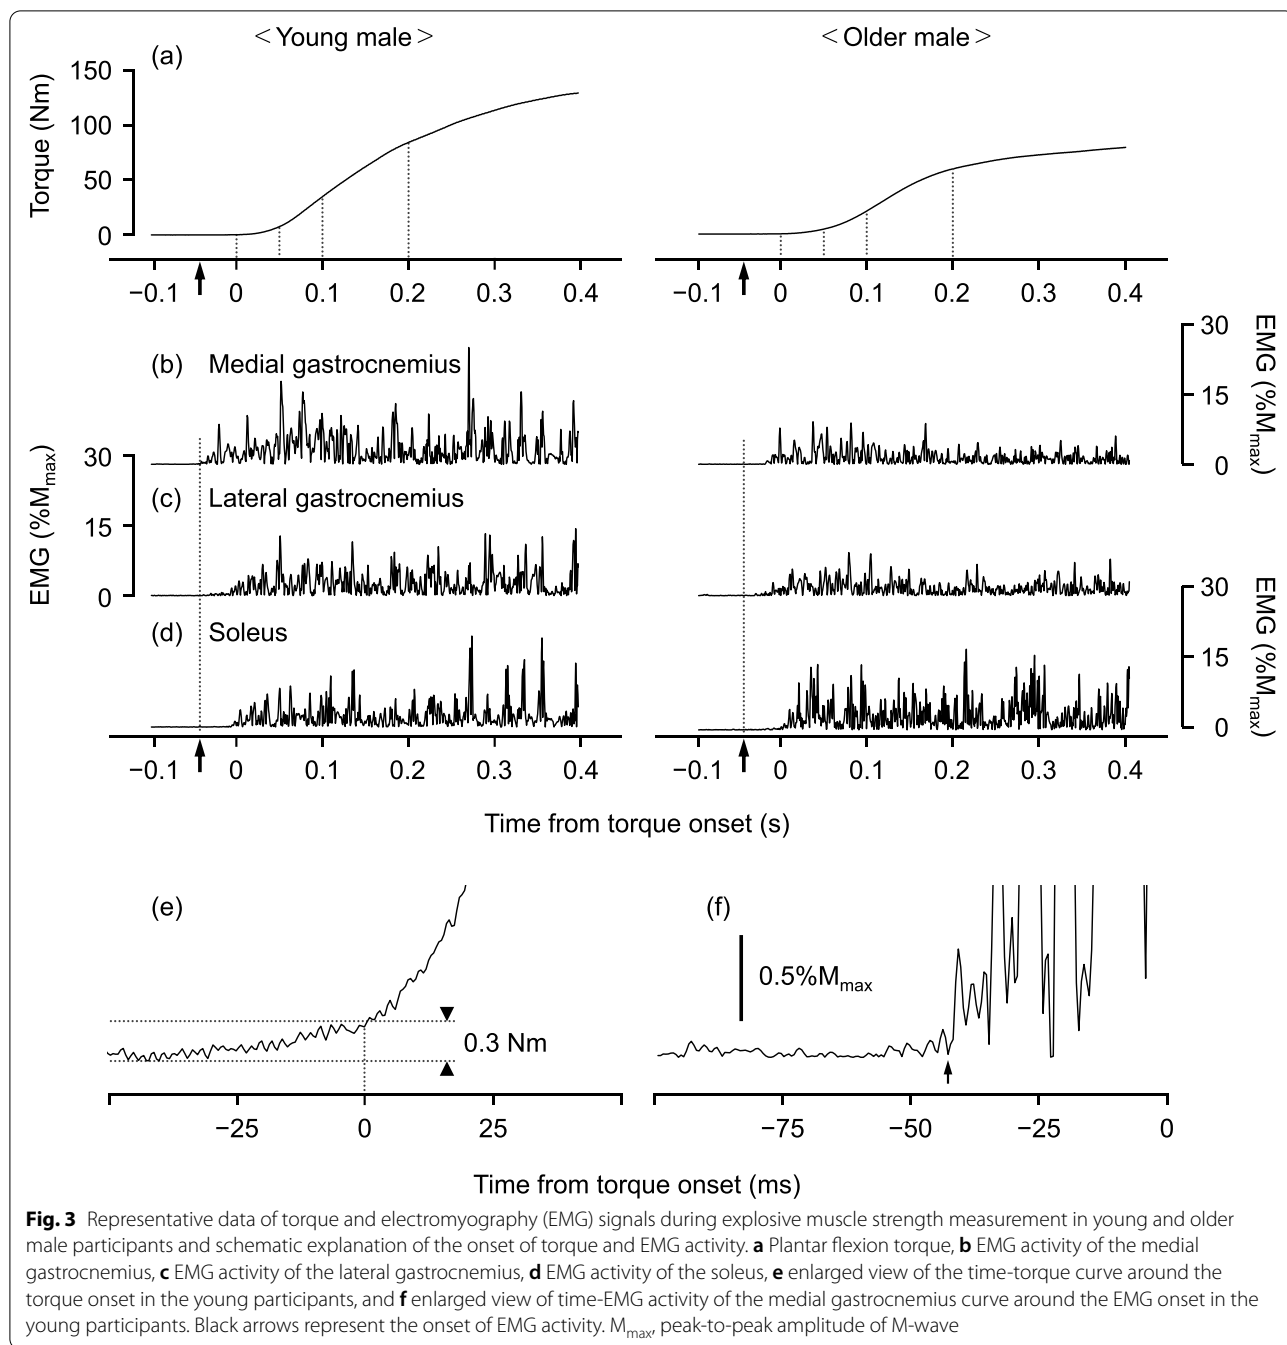 <Young male> <Older male>
(a)
Torque (Nm)
150
100
50
0
−0.1 0 0.1 0.2 0.3 0.4
−0.1 0 0.1 0.2 0.3 0.4
(b) Medial gastrocnemius
30
15
0
EMG (%Mmax)
EMG (%Mmax)
30
15
0
(c) Lateral gastrocnemius
(d) Soleus
30
15
0
EMG (%Mmax)
−0.1 0 0.1 0.2 0.3 0.4
−0.1 0 0.1 0.2 0.3 0.4
Time from torque onset (s)
(e)
0.3 Nm
−25 0 25
(f)
0.5%Mmax
−75 −50 −25 0
Time from torque onset (ms)
Fig. 3 Representative data of torque and electromyography (EMG) signals during explosive muscle strength measurement in young and older
male participants and schematic explanation of the onset of torque and EMG activity. a Plantar flexion torque, b EMG activity of the medial
gastrocnemius, c EMG activity of the lateral gastrocnemius, d EMG activity of the soleus, e enlarged view of the time-torque curve around the
torque onset in the young participants, and f enlarged view of time-EMG activity of the medial gastrocnemius curve around the EMG onset in the
young participants. Black arrows represent the onset of EMG activity. Mmax, peak-to-peak amplitude of M-wave